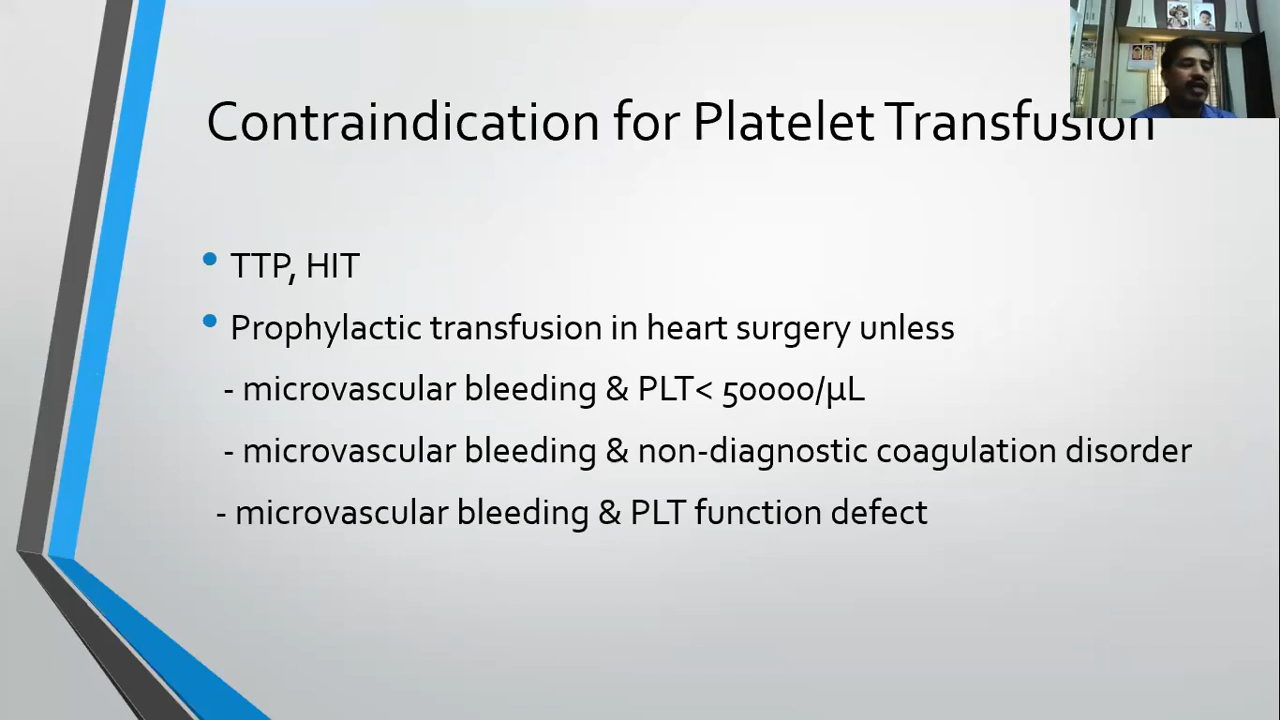 Contraindication for Platelet Transfusion
• TTP, HIT
• Prophylactic transfusion in heart surgery unless
- microvascular bleeding & PLT< 50000/µL
- microvascular bleeding & non-diagnostic coagulation disorder
- microvascular bleeding & PLT function defect